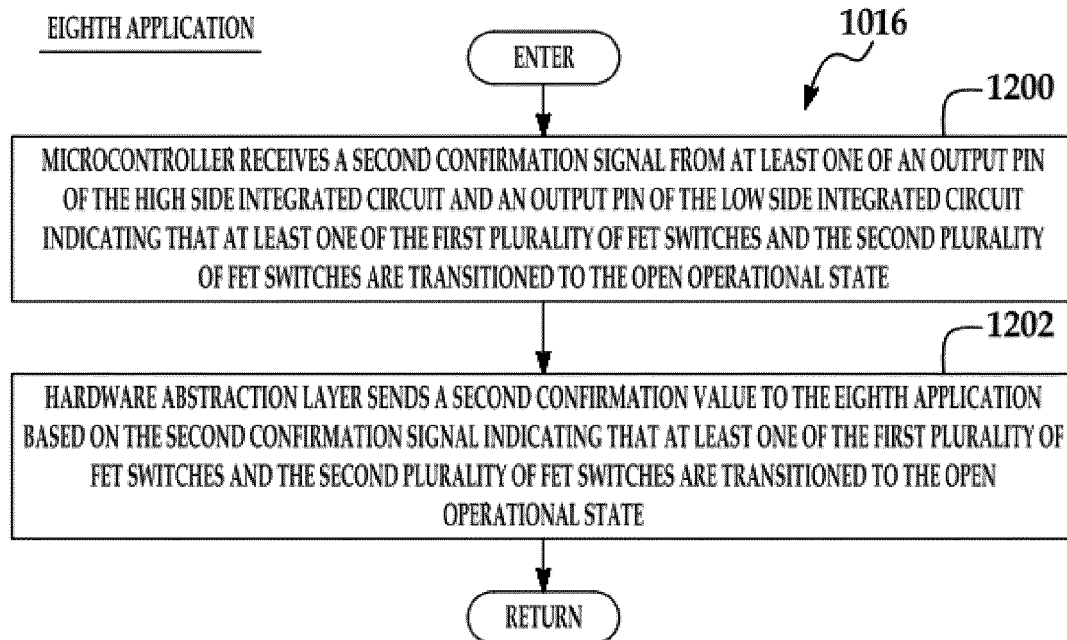 EIGHTH APPLICATION
1016
ENTER
1200
MICROCONTROLLER RECEIVES A SECOND CONFIRMATION SIGNAL FROM AT LEAST ONE OF AN OUTPUT PIN
OF THE HIGH SIDE INTEGRATED CIRCUIT AND AN OUTPUT PIN OF THE LOW SIDE INTEGRATED CIRCUIT
INDICATING THAT AT LEAST ONE OF THE FIRST PLURALITY OF FET SWITCHES AND THE SECOND PLURALITY
OF FET SWITCHES ARE TRANSITIONED TO THE OPEN OPERATIONAL STATE
1202
HARDWARE ABSTRACTION LAYER SENDS A SECOND CONFIRMATION VALUE TO THE EIGHTH APPLICATION
BASED ON THE SECOND CONFIRMATION SIGNAL INDICATING THAT AT LEAST ONE OF THE FIRST PLURALITY OF
FET SWITCHES AND THE SECOND PLURALITY OF FET SWITCHES ARE TRANSITIONED TO THE OPEN
OPERATIONAL STATE
RETURN